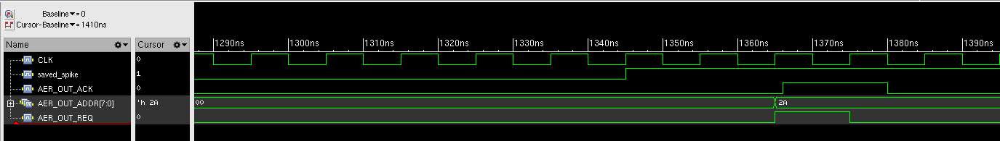 Baseline▼= 0
Cursor-Baseline▼= 1410ns
Name Cursor 1290ns 1300ns 1310ns 1320ns 1330ns 1340ns 1350ns 1360ns 1370ns 1380ns 1390ns
CLK 0
saved_spike 1
AER_OUT_ACK 0
AER_OUT_ADDR[7:0] 'h 2A 00 2A
AER_OUT_REQ 0